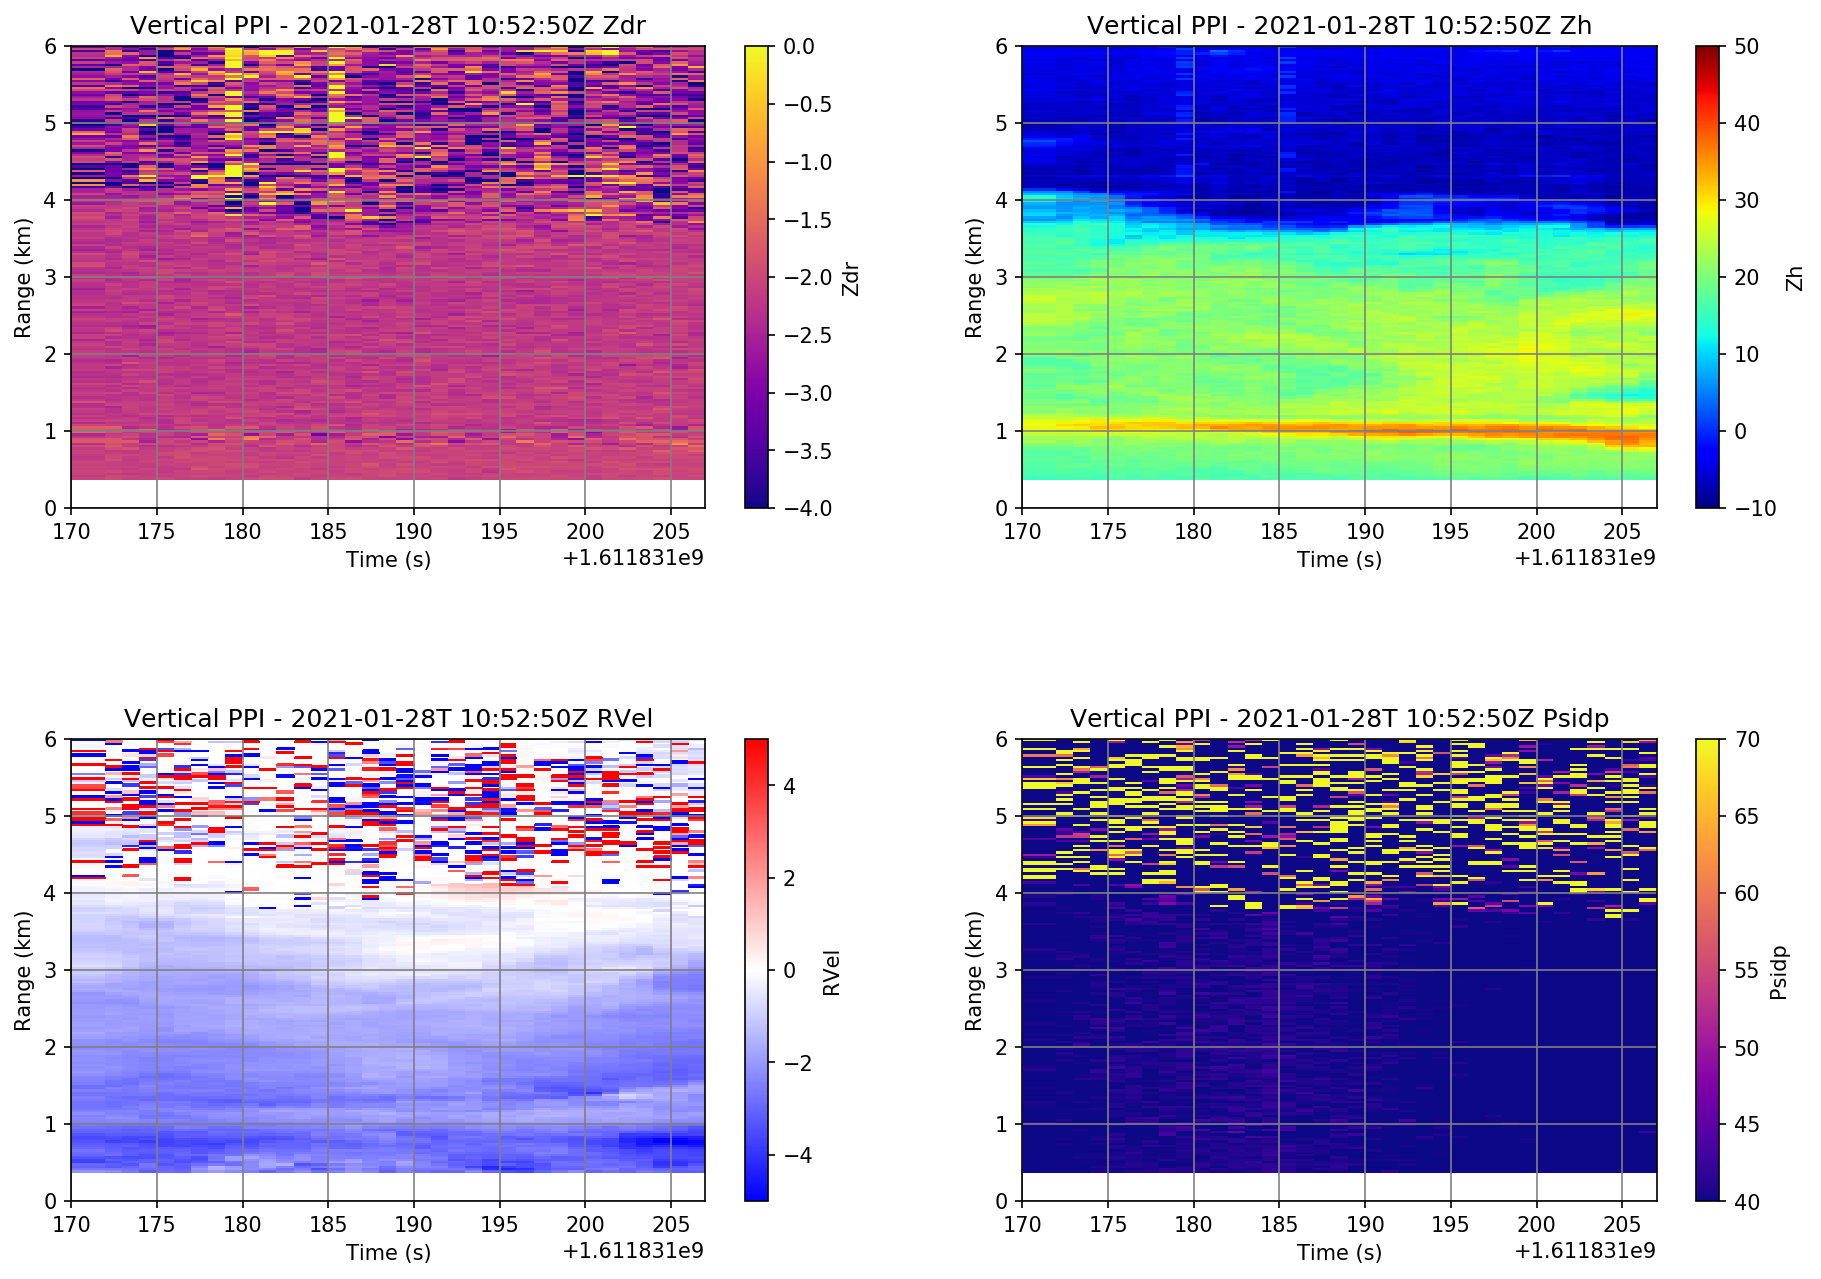 Vertical PPI - 2021-01-28T 10:52:50Z Zdr
6
5
4
3
2
1
0
Range (km)
170 175 180 185 190 195 200 205
Time (s)
+1.611831e9
0.0
−0.5
−1.0
−1.5
−2.0
−2.5
−3.0
−3.5
−4.0
Zdr
Vertical PPI - 2021-01-28T 10:52:50Z Zh
6
5
4
3
2
1
0
Range (km)
170 175 180 185 190 195 200 205
Time (s)
+1.611831e9
50
40
30
20
10
0
−10
Zh
Vertical PPI - 2021-01-28T 10:52:50Z RVel
6
5
4
3
2
1
0
Range (km)
170 175 180 185 190 195 200 205
Time (s)
+1.611831e9
4
2
0
−2
−4
RVel
Vertical PPI - 2021-01-28T 10:52:50Z Psidp
6
5
4
3
2
1
0
Range (km)
170 175 180 185 190 195 200 205
Time (s)
+1.611831e9
70
65
60
55
50
45
40
Psidp